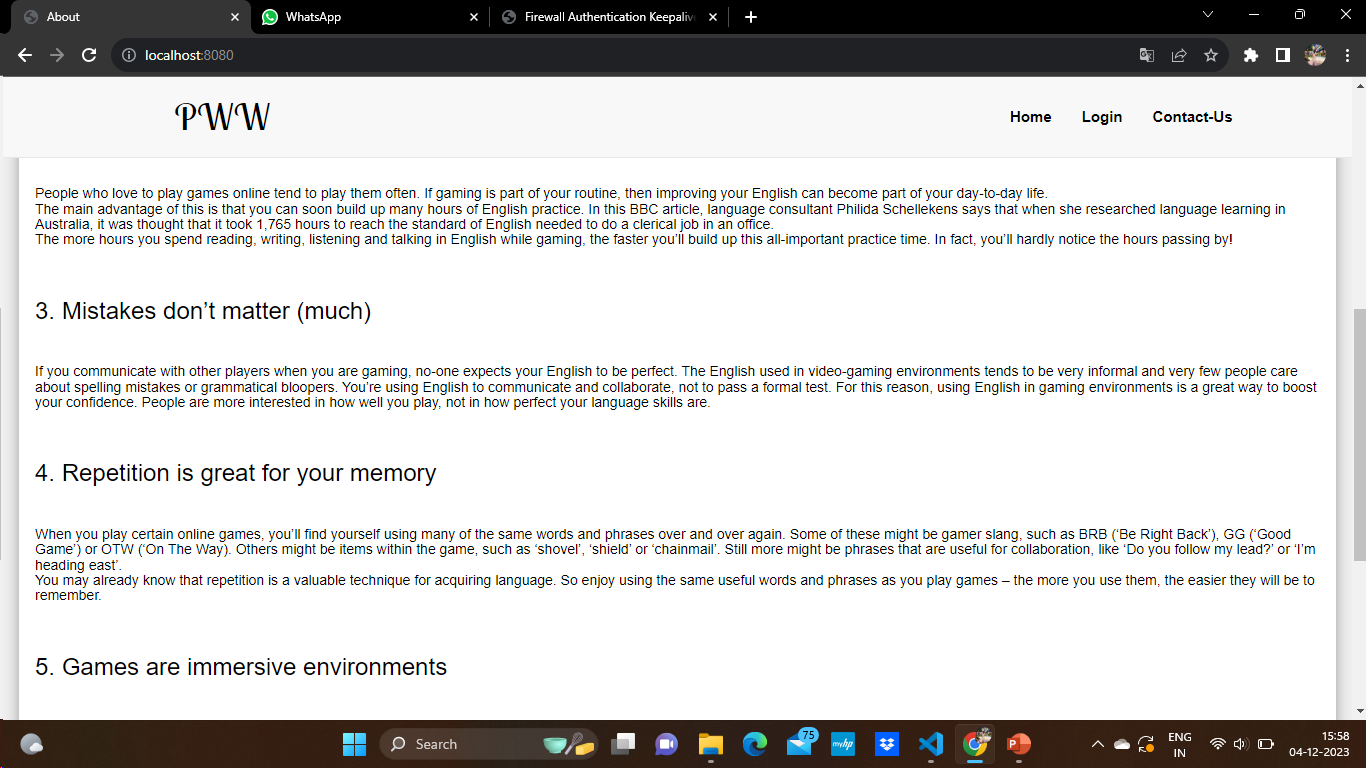 About
WhatsApp
Firewall Authentication Keepaliv
localhost:8080
PWW
Home Login Contact-Us
People who love to play games online tend to play them often. If gaming is part of your routine, then improving your English can become part of your day-to-day life.
The main advantage of this is that you can soon build up many hours of English practice. In this BBC article, language consultant Philida Schellekens says that when she researched language learning in
Australia, it was thought that it took 1,765 hours to reach the standard of English needed to do a clerical job in an office.
The more hours you spend reading, writing, listening and talking in English while gaming, the faster you’ll build up this all-important practice time. In fact, you’ll hardly notice the hours passing by!
3. Mistakes don’t matter (much)
If you communicate with other players when you are gaming, no-one expects your English to be perfect. The English used in video-gaming environments tends to be very informal and very few people care
about spelling mistakes or grammatical bloopers. You’re using English to communicate and collaborate, not to pass a formal test. For this reason, using English in gaming environments is a great way to boost
your confidence. People are more interested in how well you play, not in how perfect your language skills are.
4. Repetition is great for your memory
When you play certain online games, you’ll find yourself using many of the same words and phrases over and over again. Some of these might be gamer slang, such as BRB (‘Be Right Back’), GG (‘Good
Game’) or OTW (‘On The Way). Others might be items within the game, such as ‘shovel’, ‘shield’ or ‘chainmail’. Still more might be phrases that are useful for collaboration, like ‘Do you follow my lead?’ or ‘I’m
heading east’.
You may already know that repetition is a valuable technique for acquiring language. So enjoy using the same useful words and phrases as you play games – the more you use them, the easier they will be to
remember.
5. Games are immersive environments
Search
75
myhp
P
ENG
IN
15:58
04-12-2023